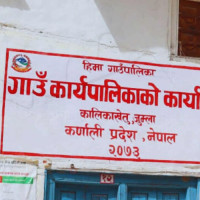 हिमा गाउँपालिका
गाउँ कार्यपालिकाको कार्या
कालिकाखेतु, जुम्ला
कर्णाली प्रदेश, नेपाल
२०७३